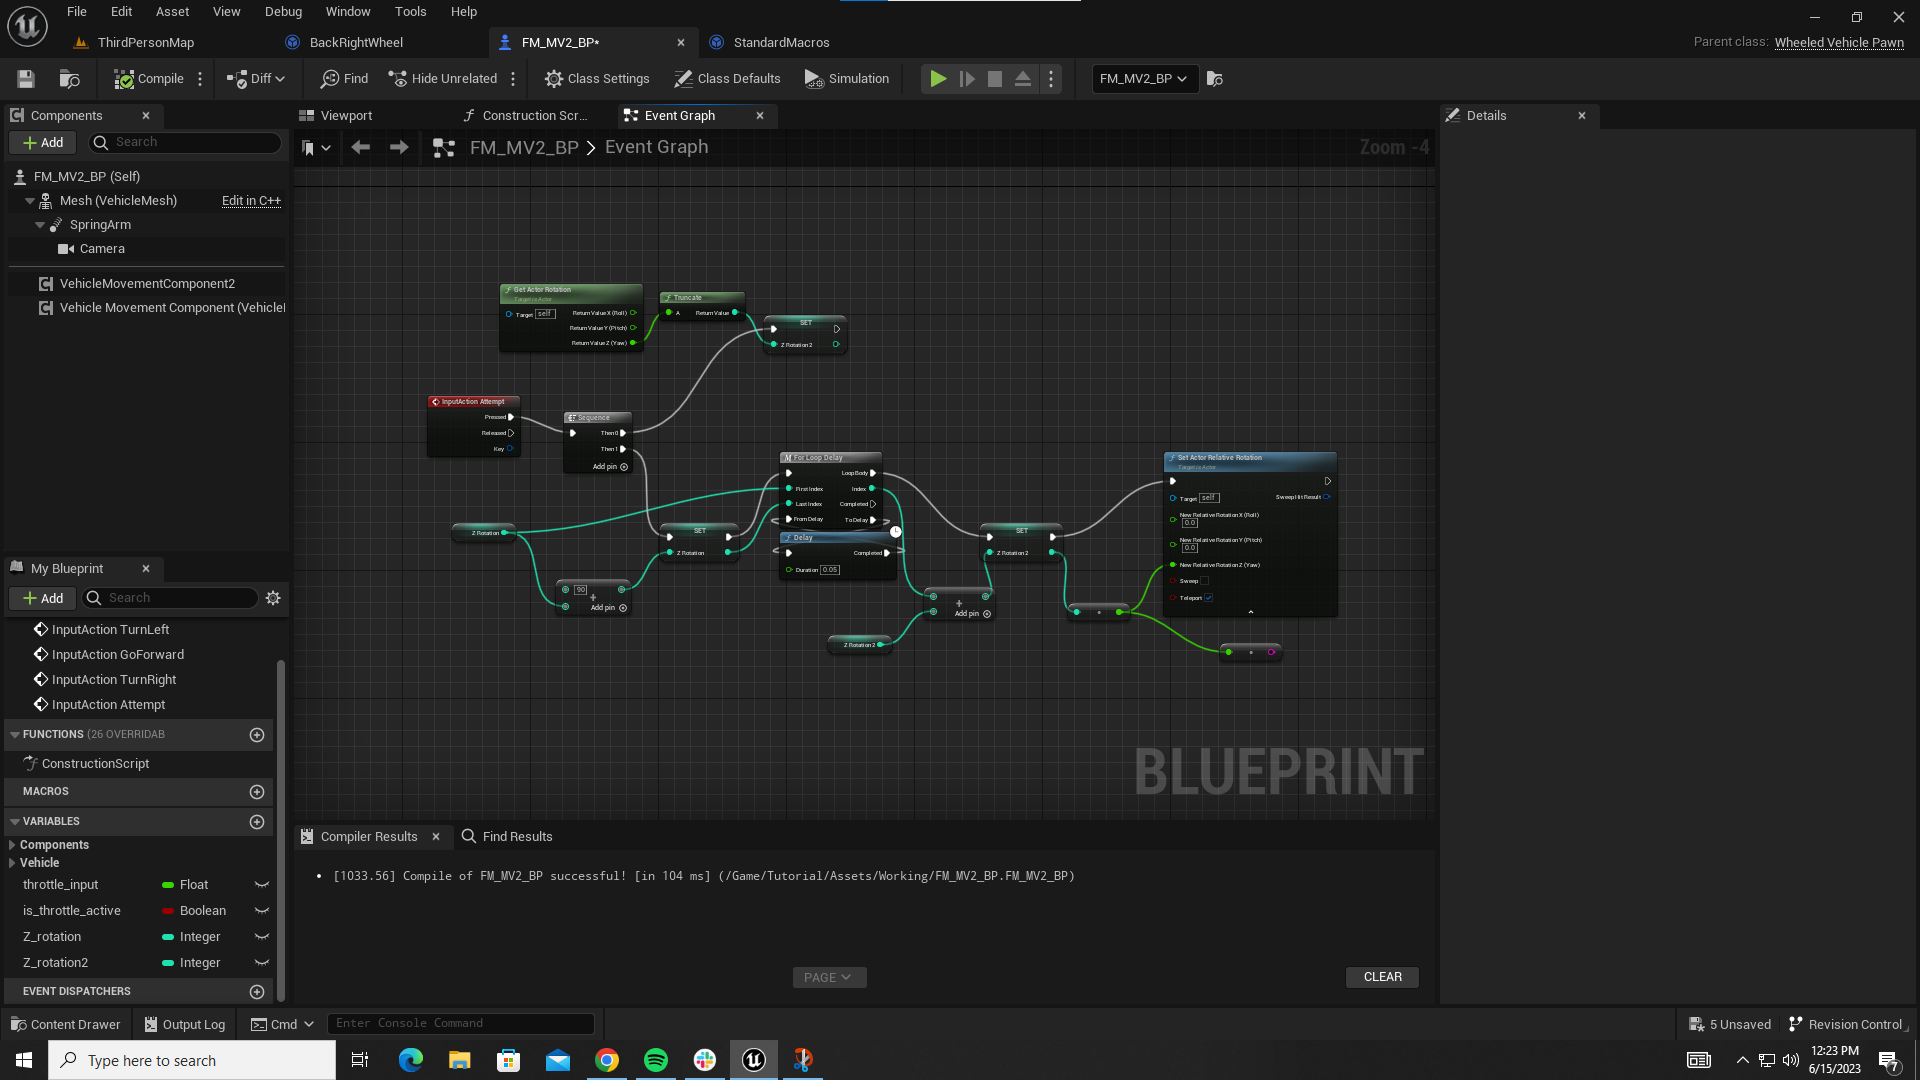 File Edit Asset View Debug Window Tools Help
ThirdPersonMap
BackRightWheel
FM_MV2_BP*
StandardMacros
Parent class: Wheeled Vehicle Pawn
Compile
Diff
Find
Hide Unrelated
Class Settings
Class Defaults
Simulation
FM_MV2_BP
Components
Add
Search
FM_MV2_BP (Self)
Mesh (VehicleMesh)
Edit in C++
SpringArm
Camera
VehicleMovementComponent2
Vehicle Movement Component (Vehicle
My Blueprint
Add
Search
InputAction TurnLeft
InputAction GoForward
InputAction TurnRight
InputAction Attempt
FUNCTIONS (26 OVERRIDAB
ConstructionScript
MACROS
VARIABLES
Components
Vehicle
throttle_input Float
is_throttle_active Boolean
Z_rotation Integer
Z_rotation2 Integer
EVENT DISPATCHERS
Viewport
Construction Scr...
Event Graph
FM_MV2_BP > Event Graph
Zoom -4
Get Actor Rotation
Target is Actor
Target self
Return Value X (Roll)
Return Value Y (Pitch)
Return Value Z (Yaw)
Truncate
A Return Value
SET
Z Rotation 2
InputAction Attempt
Pressed
Released
Key
Sequence
Then 0
Then 1
Add pin
Z Rotation
90
Add pin
SET
Z Rotation
For Loop Delay
Loop Body
First Index Index
Last Index Completed
From Delay To Delay
Delay
Completed
Duration 0.05
Z Rotation 2
Add pin
SET
Z Rotation 2
Set Actor Relative Rotation
Target is Actor
Target self
Sweep Hit Result
New Relative Rotation X (Roll)
0.0
New Relative Rotation Y (Pitch)
0.0
New Relative Rotation Z (Yaw)
Sweep
Teleport
BLUEPRINT
Compiler Results
Find Results
[1033.56] Compile of FM_MV2_BP successful! [in 104 ms] (/Game/Tutorial/Assets/Working/FM_MV2_BP.FM_MV2_BP)
PAGE
CLEAR
Details
Content Drawer
Output Log
Cmd
Enter Console Command
5 Unsaved
Revision Control
Type here to search
12:23 PM
6/15/2023
7